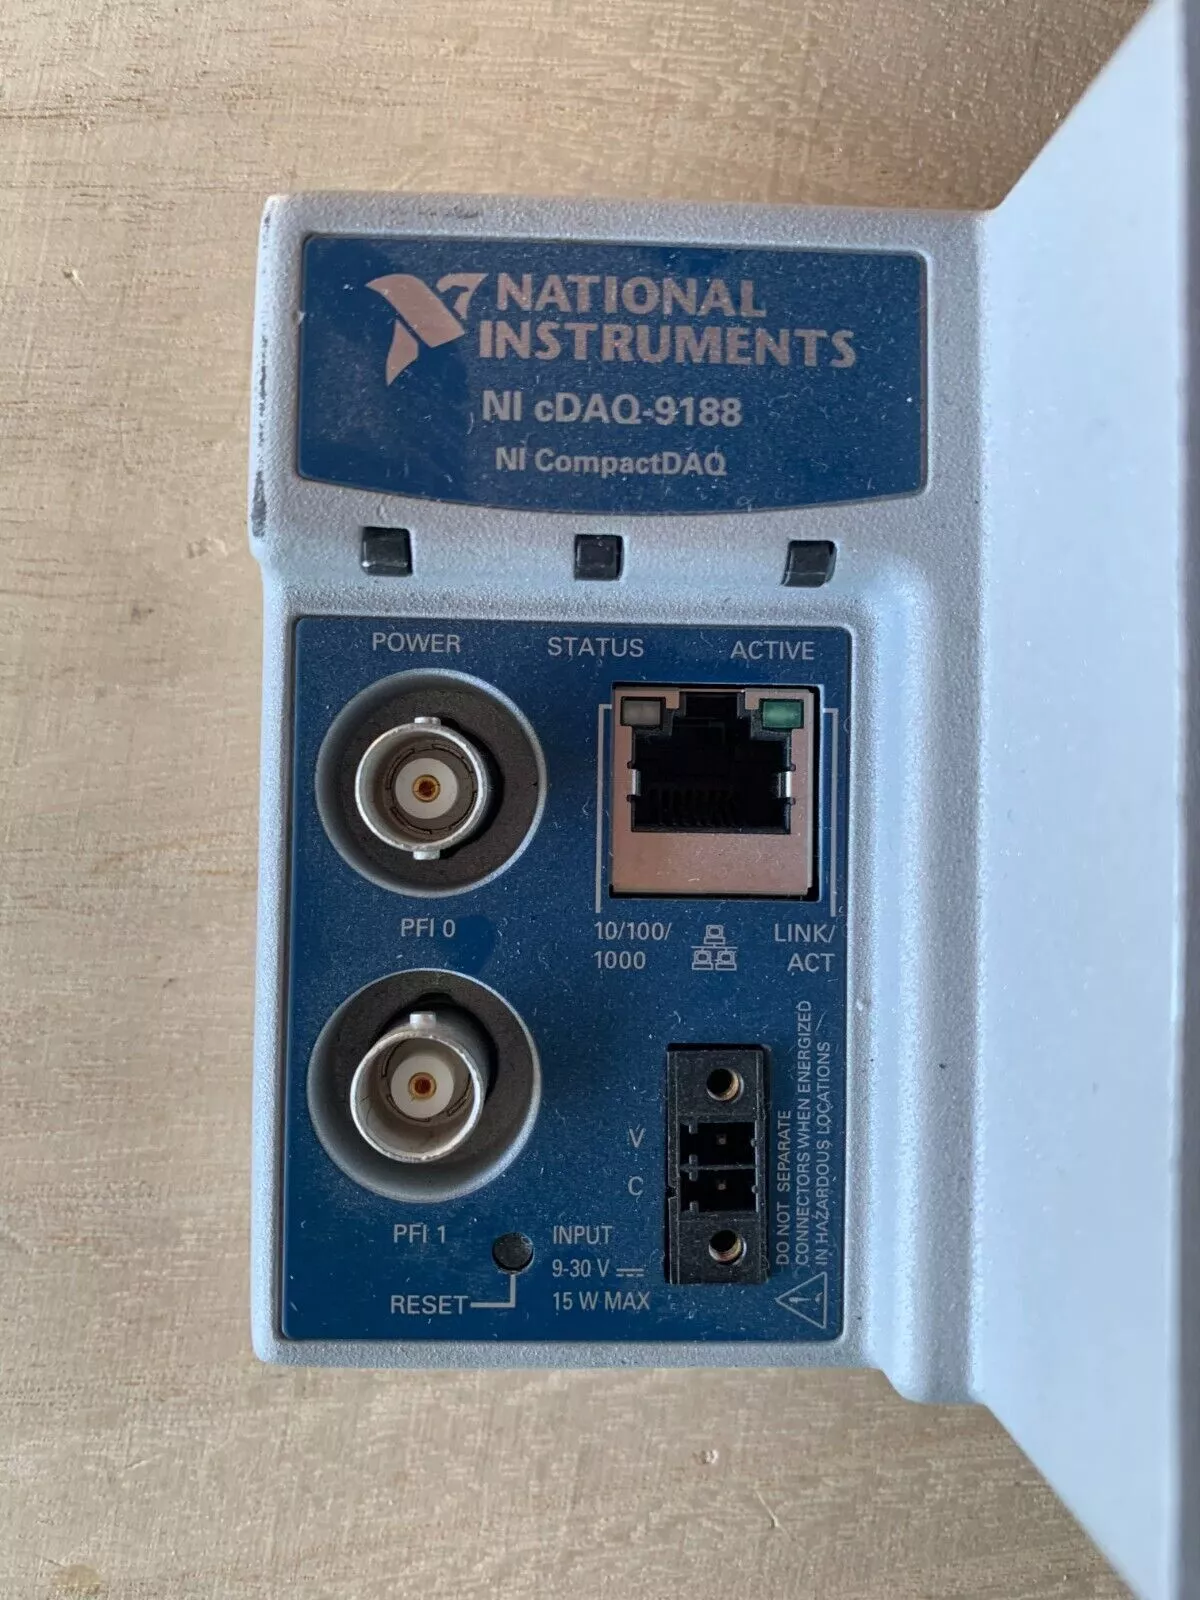 NATIONAL
INSTRUMENTS
NI cDAQ-9188
NI CompactDAQ
POWER STATUS ACTIVE
PFI 0
10/100/
1000
LINK/
ACT
V
C
DO NOT SEPARATE
CONNECTORS WHEN ENERGIZED
IN HAZARDOUS LOCATIONS
PFI 1
RESET
INPUT
9-30 V
15 W MAX